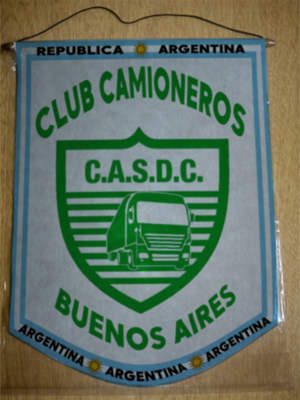 REPUBLICA ARGENTINA
CLUB CAMIONEROS
C.A.S.D.C.
BUENOS AIRES
ARGENTINA ARGENTINA ARGENTINA